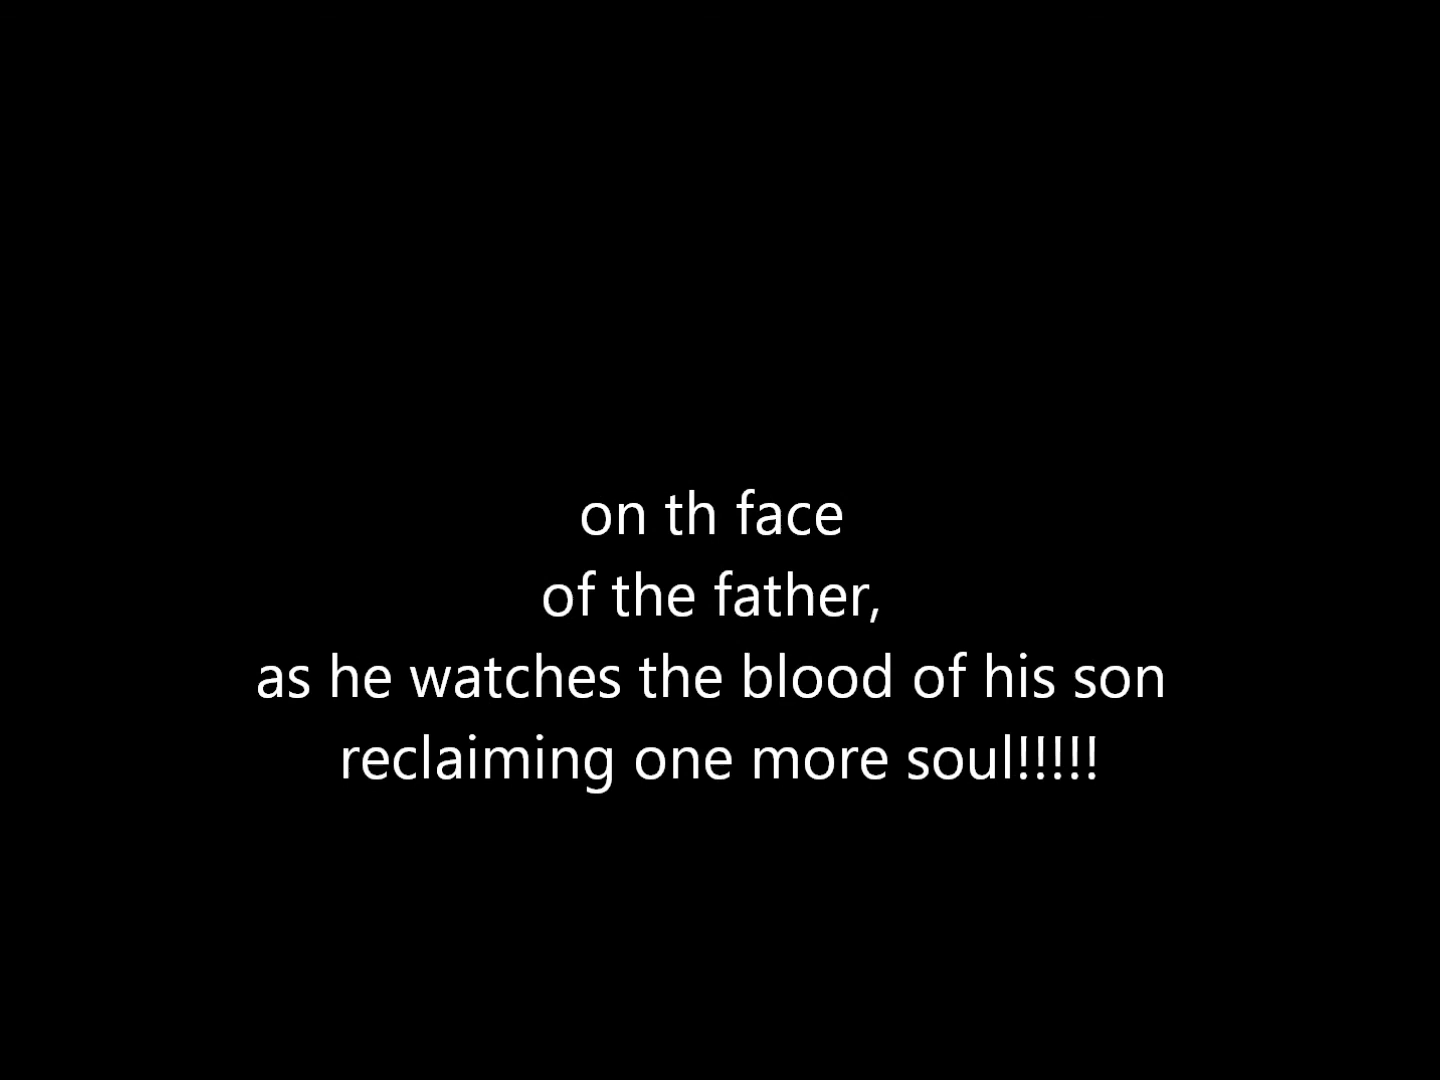 on th face
of the father,
as he watches the blood of his son
reclaiming one more soul!!!!!